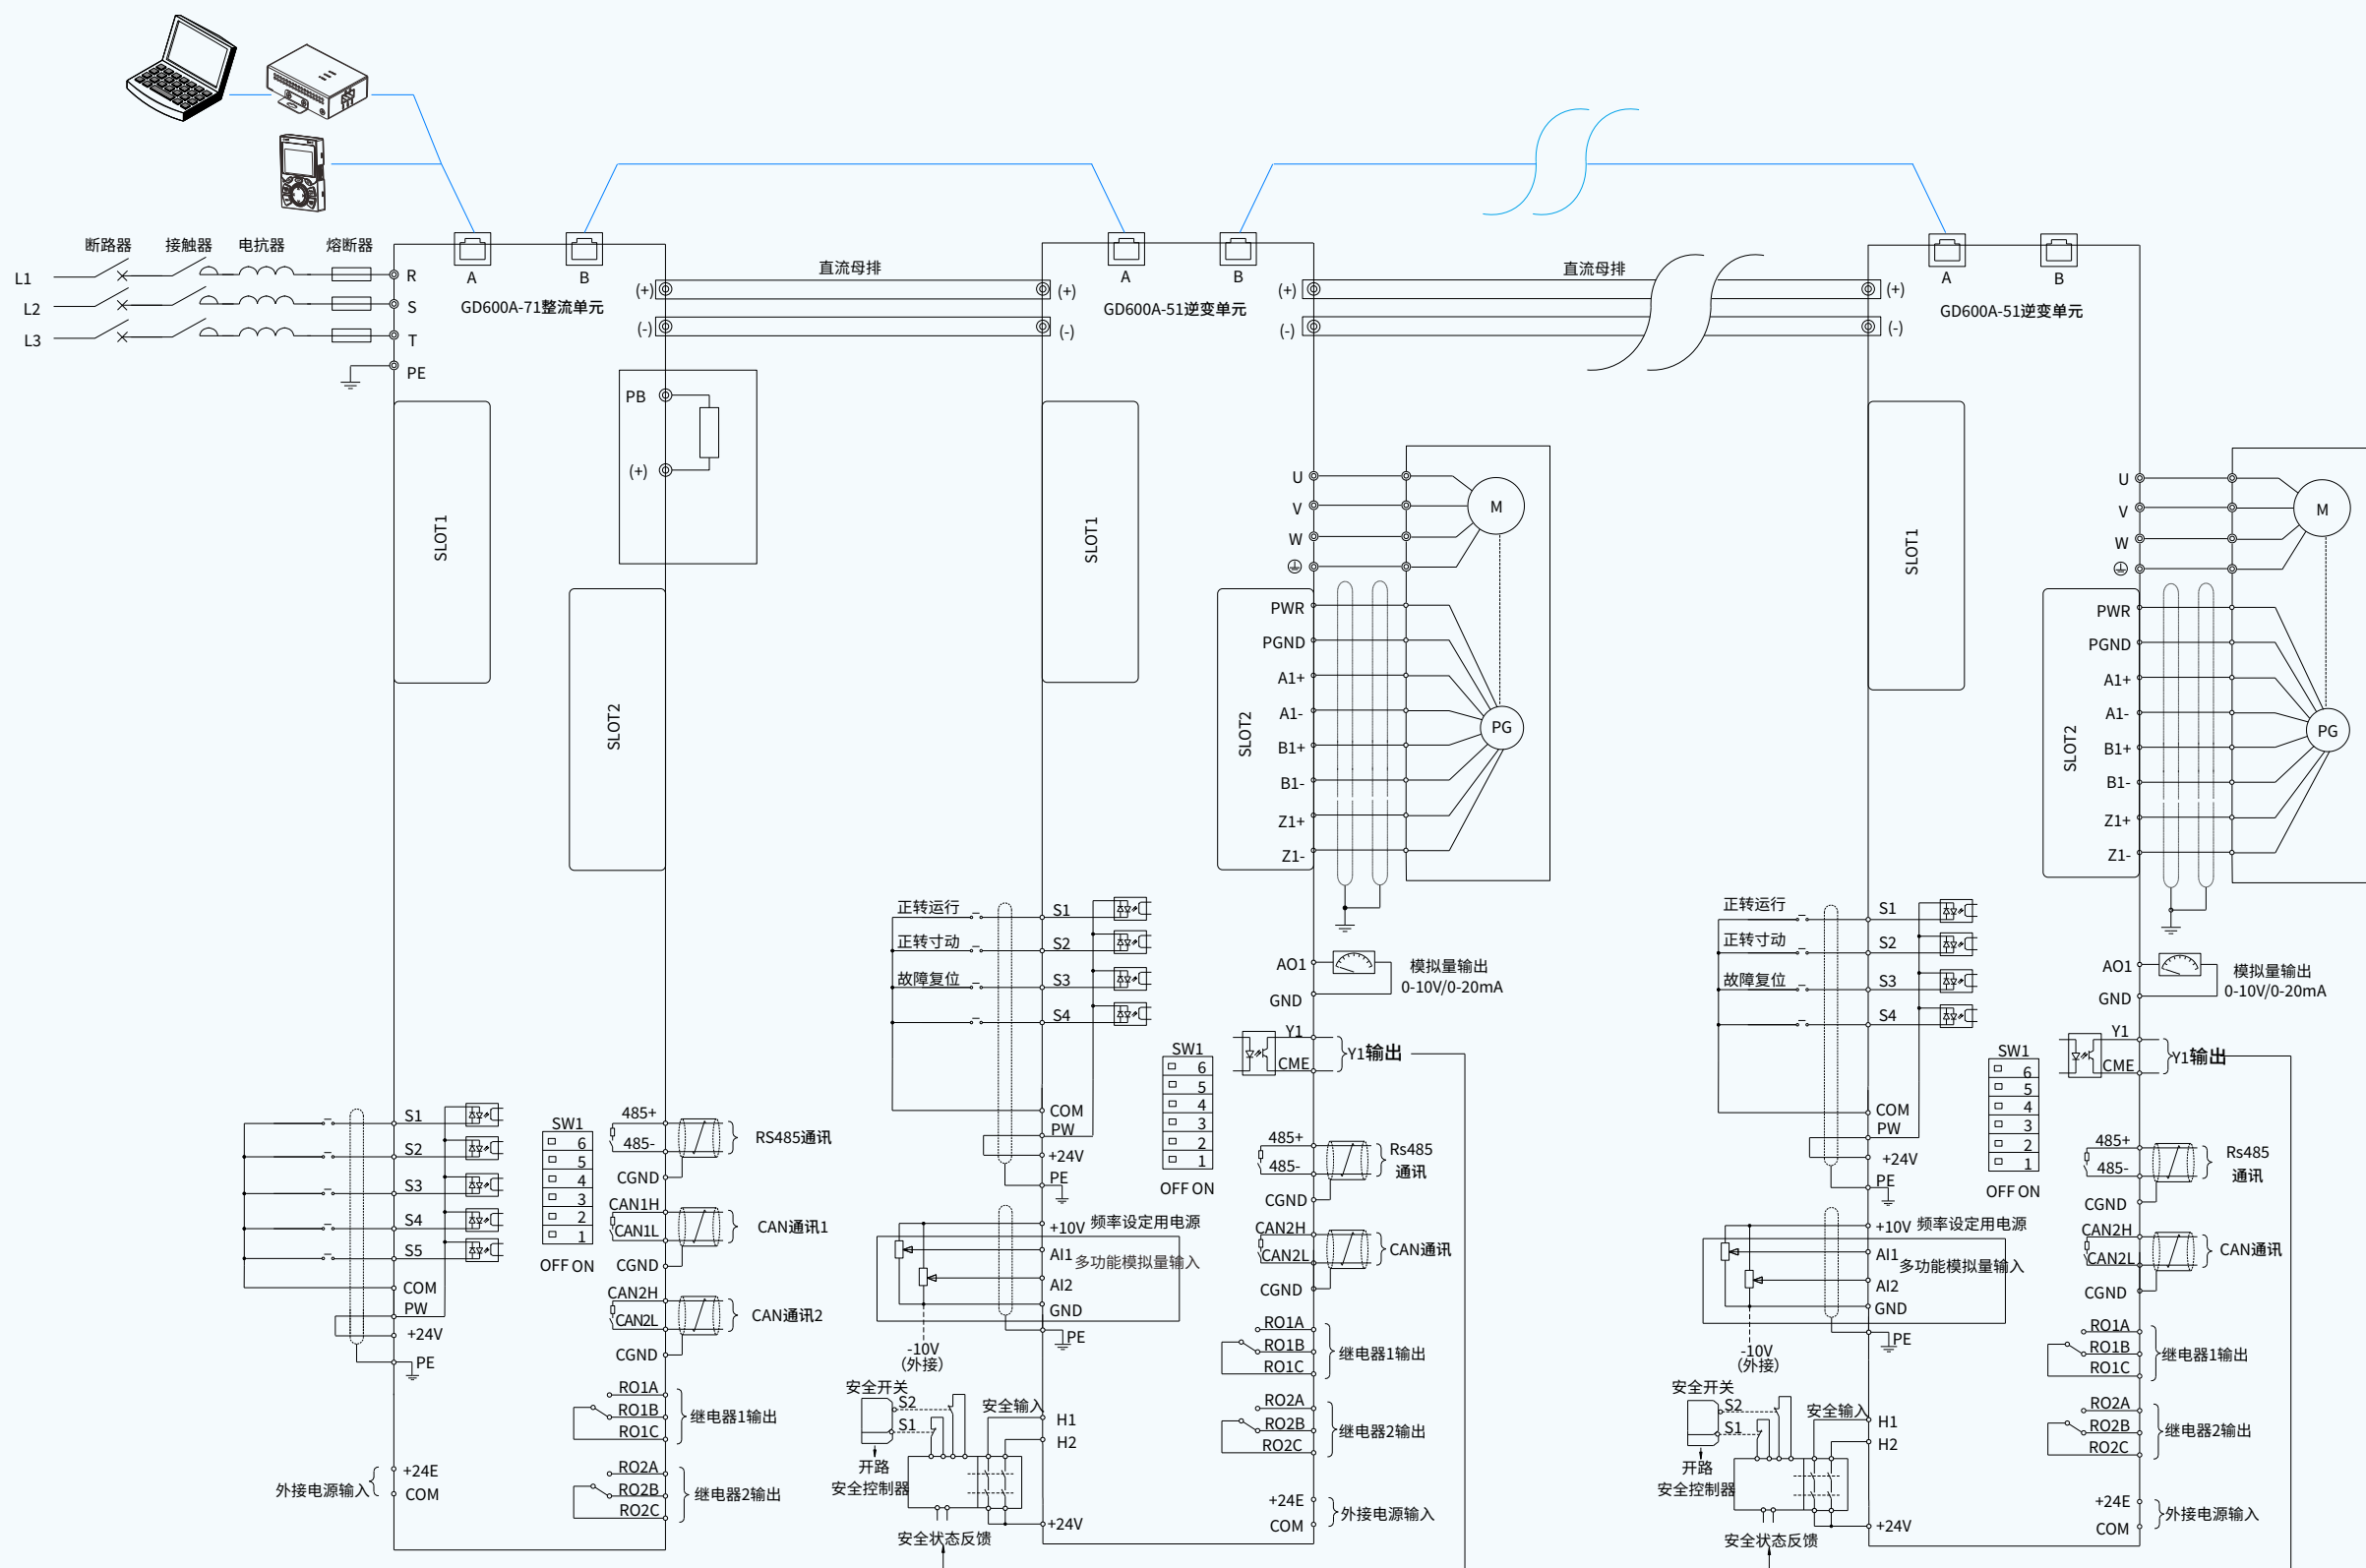 断路器 接触器 电抗器 熔断器
L1
L2
L3
R
S
T
PE
A
B
GD600A-71整流单元
(+)
(-)
直流母排
PB
(+)
SLOT1
SLOT2
S1
S2
S3
S4
S5
COM
PW
+24V
PE
SW1
6
5
4
3
2
1
OFF ON
485+
485-
CGND
RS485通讯
CAN1H
CAN1L
CGND
CAN通讯1
CAN2H
CAN2L
CGND
CAN通讯2
RO1A
RO1B
RO1C
继电器1输出
RO2A
RO2B
RO2C
继电器2输出
外接电源输入
+24E
COM
A
B
(+)
(-)
GD600A-51逆变单元
(+)
(-)
直流母排
SLOT1
U
V
W
M
SLOT2
PWR
PGND
A1+
A1-
B1+
B1-
Z1+
Z1-
PG
正转运行
正转寸动
故障复位
S1
S2
S3
S4
COM
PW
+24V
PE
SW1
6
5
4
3
2
1
OFF ON
AO1
GND
模拟量输出
0-10V/0-20mA
Y1
CME
Y1输出
485+
485-
CGND
Rs485
通讯
CAN2H
CAN2L
CGND
CAN通讯
+10V
频率设定用电源
AI1
多功能模拟量输入
AI2
GND
PE
-10V
(外接)
RO1A
RO1B
RO1C
继电器1输出
RO2A
RO2B
RO2C
继电器2输出
安全开关
S2
S1
开路
安全控制器
安全输入
H1
H2
+24V
安全状态反馈
+24E
COM
外接电源输入
A
B
(+)
(-)
GD600A-51逆变单元
SLOT1
U
V
W
M
SLOT2
PWR
PGND
A1+
A1-
B1+
B1-
Z1+
Z1-
PG
正转运行
正转寸动
故障复位
S1
S2
S3
S4
COM
PW
+24V
PE
SW1
6
5
4
3
2
1
OFF ON
AO1
GND
模拟量输出
0-10V/0-20mA
Y1
CME
Y1输出
485+
485-
CGND
Rs485
通讯
CAN2H
CAN2L
CGND
CAN通讯
+10V
频率设定用电源
AI1
多功能模拟量输入
AI2
GND
PE
-10V
(外接)
RO1A
RO1B
RO1C
继电器1输出
RO2A
RO2B
RO2C
继电器2输出
安全开关
S2
S1
开路
安全控制器
安全输入
H1
H2
+24V
安全状态反馈
+24E
COM
外接电源输入